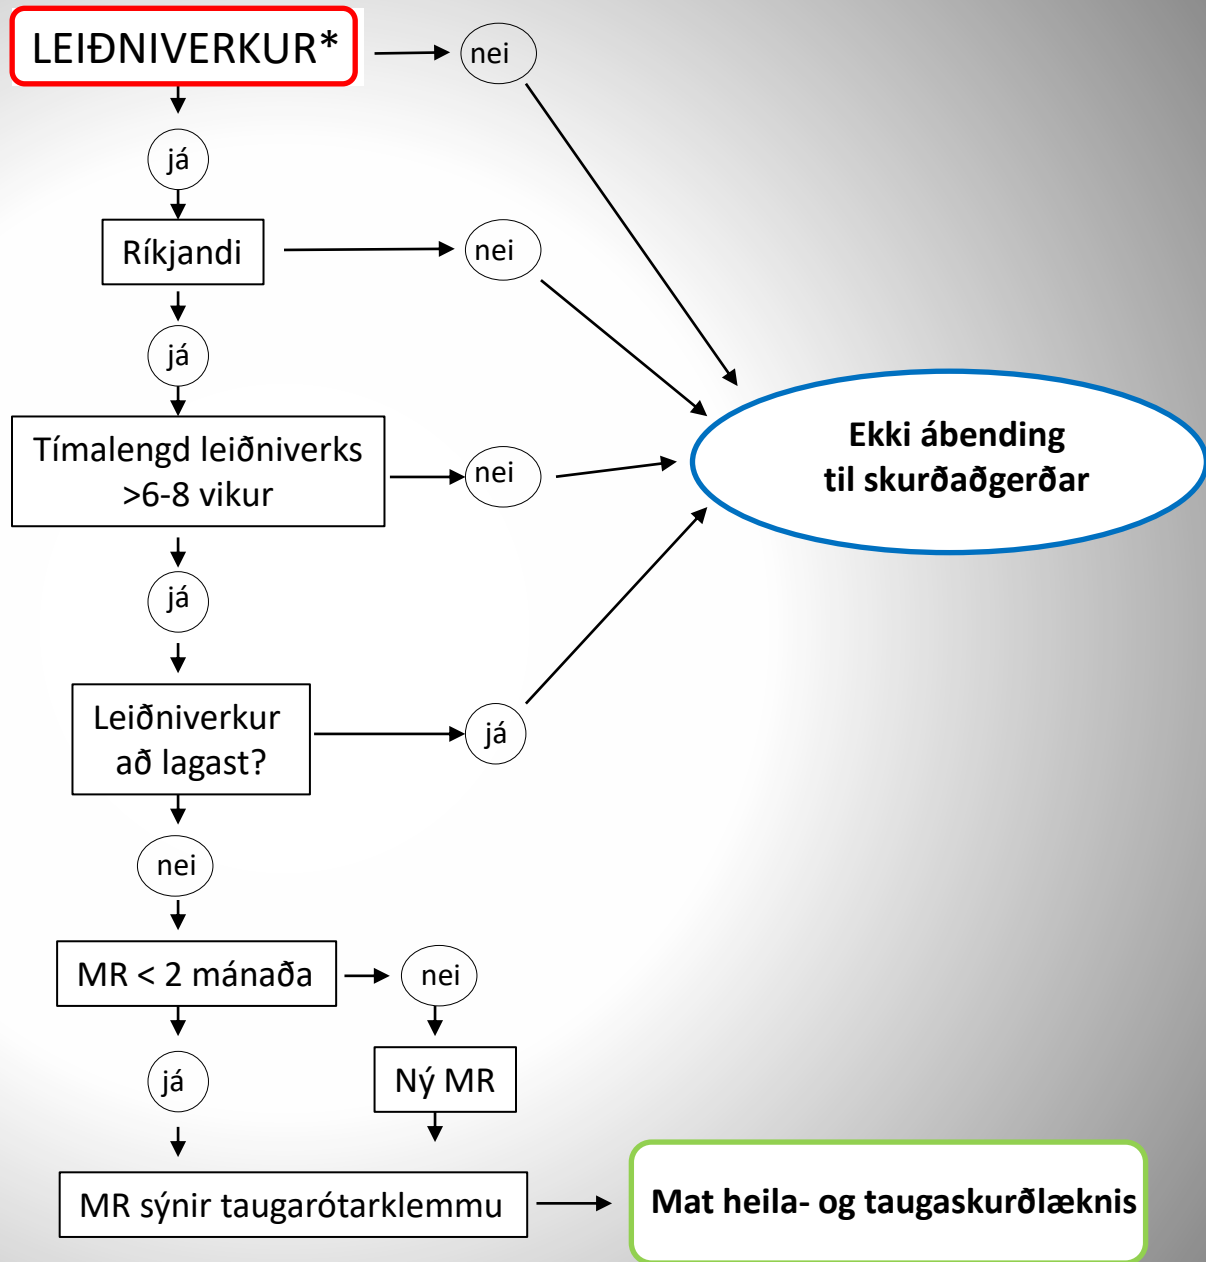 LEIÐNIVERKUR*
nei
já
Ríkjandi
nei
já
Tímalengd leiðniverks
>6-8 vikur
nei
Ekki ábending
til skurðaðgerðar
já
Leiðniverkur
að lagast?
já
nei
MR < 2 mánaða
nei
já
Ný MR
MR sýnir taugarótarklemmu
Mat heila- og taugaskurðlæknis